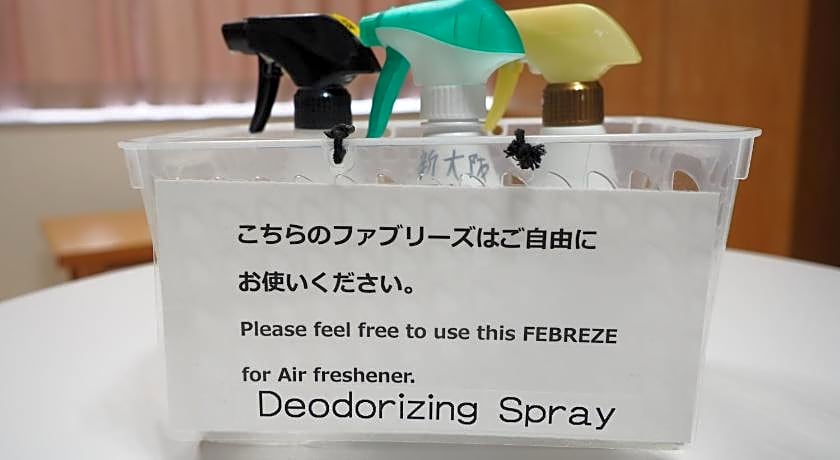 新大阪
こちらのファブリーズはご自由に
お使いください。
Please feel free to use this FEBREZE
for Air freshener.
Deodorizing Spray